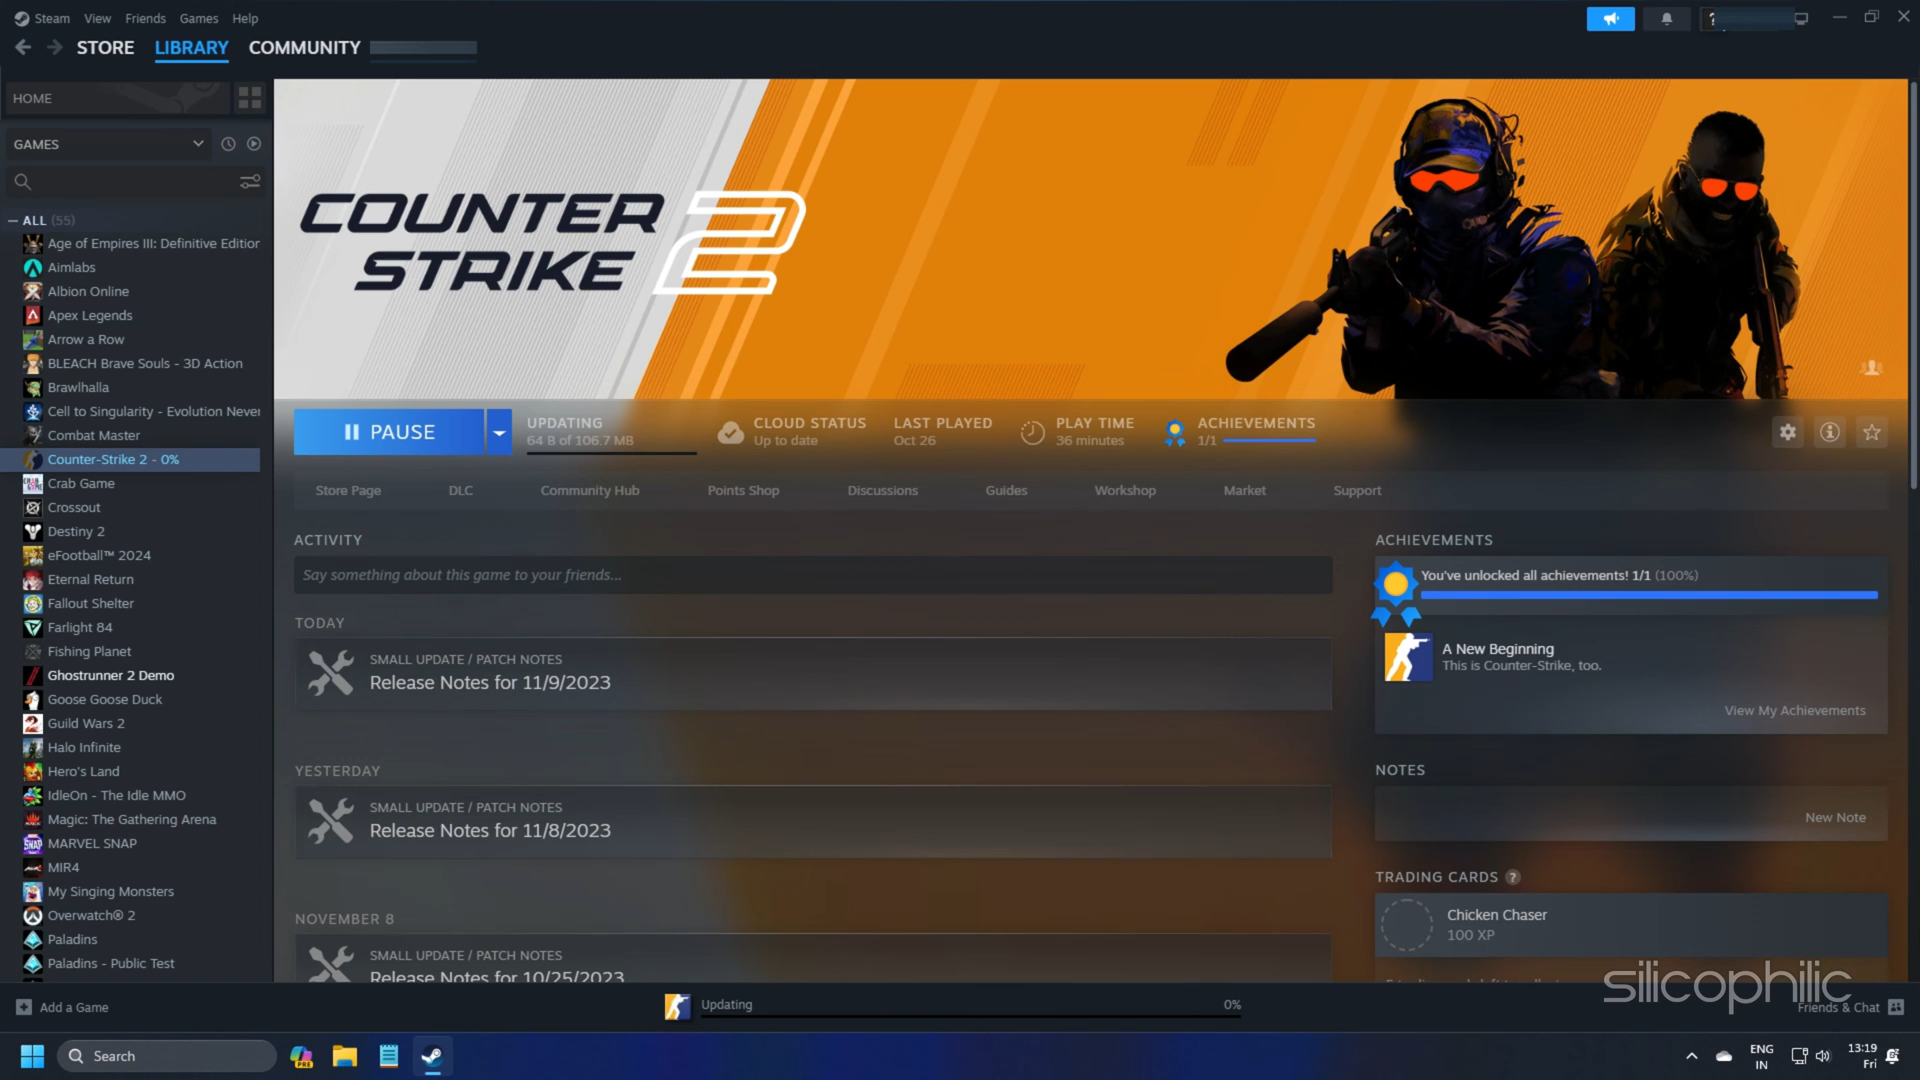 Steam View Friends Games Help
STORE LIBRARY COMMUNITY
HOME
GAMES
ALL (55)
Age of Empires III: Definitive Edition
Aimlabs
Albion Online
Apex Legends
Arrow a Row
BLEACH Brave Souls - 3D Action
Brawlhalla
Cell to Singularity - Evolution Never
Combat Master
Counter-Strike 2 - 0%
Crab Game
Crossout
Destiny 2
eFootball™ 2024
Eternal Return
Fallout Shelter
Farlight 84
Fishing Planet
Ghostrunner 2 Demo
Goose Goose Duck
Guild Wars 2
Halo Infinite
Hero's Land
IdleOn - The Idle MMO
Magic: The Gathering Arena
MARVEL SNAP
MIR4
My Singing Monsters
Overwatch® 2
Paladins
Paladins - Public Test
Add a Game
COUNTER
STRIKE 2
PAUSE
UPDATING
64 B of 106.7 MB
CLOUD STATUS
Up to date
LAST PLAYED
Oct 26
PLAY TIME
36 minutes
ACHIEVEMENTS
1/1
Store Page DLC Community Hub Points Shop Discussions Guides Workshop Market Support
ACTIVITY
Say something about this game to your friends...
TODAY
SMALL UPDATE / PATCH NOTES
Release Notes for 11/9/2023
YESTERDAY
SMALL UPDATE / PATCH NOTES
Release Notes for 11/8/2023
NOVEMBER 8
SMALL UPDATE / PATCH NOTES
Release Notes for 10/25/2023
ACHIEVEMENTS
You've unlocked all achievements! 1/1 (100%)
A New Beginning
This is Counter-Strike, too.
View My Achievements
NOTES
New Note
TRADING CARDS ?
Chicken Chaser
100 XP
silicophilic
Updating 0%
Friends & Chat
Search
PRE
ENG
IN
13:19
Fri